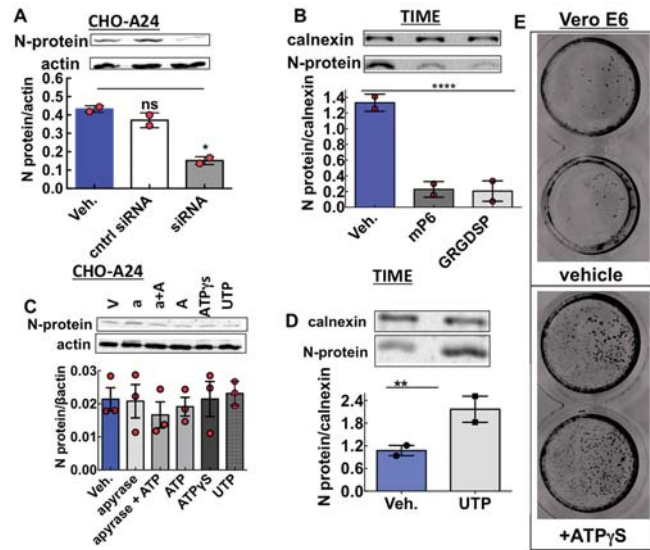 A
CHO-A24
N-protein
actin
N protein/actin
0.5
0.4
0.3
0.2
0.1
0.0
ns
*
Veh.
cntrl siRNA
siRNA
B
TIME
calnexin
N-protein
****
N protein/calnexin
1.4
1.2
1.0
0.8
0.6
0.4
0.2
0.0
Veh.
mP6
GRGDSP
C
CHO-A24
V
a
a+A
A
ATPγs
UTP
N-protein
actin
N protein/βactin
0.03
0.02
0.01
0.00
Veh.
apyrase
apyrase + ATP
ATP
ATPγS
UTP
TIME
D
calnexin
N-protein
**
N protein/calnexin
2.4
1.8
1.2
0.6
0.0
Veh.
UTP
E
Vero E6
vehicle
+ATPγS